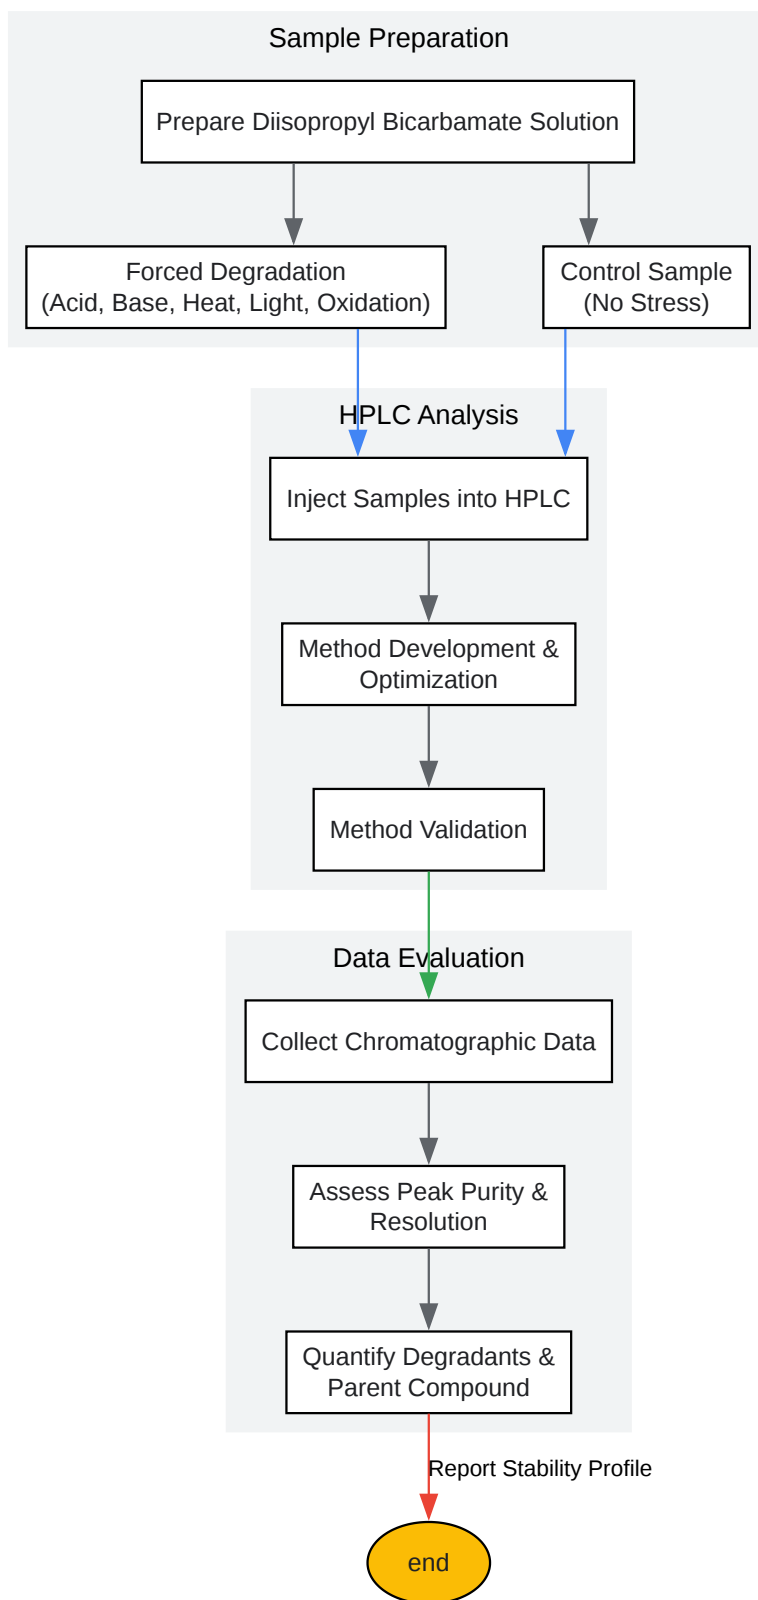 Sample Preparation
Prepare Diisopropyl Bicarbamate Solution
Forced Degradation
(Acid, Base, Heat, Light, Oxidation)
Control Sample
(No Stress)
HPLC Analysis
Inject Samples into HPLC
Method Development &
Optimization
Method Validation
Data Evaluation
Collect Chromatographic Data
Assess Peak Purity &
Resolution
Quantify Degradants &
Parent Compound
Report Stability Profile
end